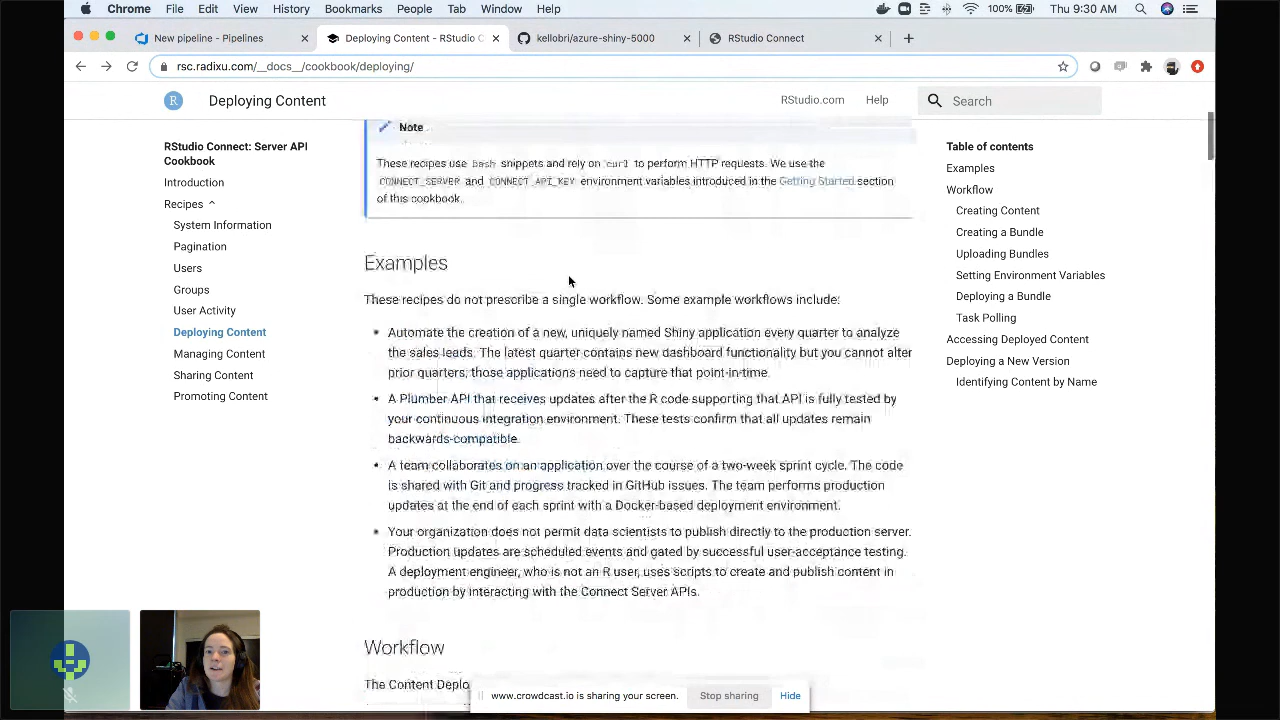 Chrome File Edit View History Bookmarks People Tab Window Help 100% Thu 9:30 AM
New pipeline - Pipelines Deploying Content - RStudio C kellobri/azure-shiny-5000 RStudio Connect
rsc.radixu.com/__docs__/cookbook/deploying/
R Deploying Content RStudio.com Help Search
RStudio Connect: Server API
Cookbook
Introduction
Recipes
System Information
Pagination
Users
Groups
User Activity
Deploying Content
Managing Content
Sharing Content
Promoting Content
Note
These recipes use bash snippets and rely on curl to perform HTTP requests. We use the
CONNECT_SERVER and CONNECT_API_KEY environment variables introduced in the Getting Started section
of this cookbook.
Examples
These recipes do not prescribe a single workflow. Some example workflows include:
Automate the creation of a new, uniquely named Shiny application every quarter to analyze
the sales leads. The latest quarter contains new dashboard functionality but you cannot alter
prior quarters; those applications need to capture that point-in-time.
A Plumber API that receives updates after the R code supporting that API is fully tested by
your continuous integration environment. These tests confirm that all updates remain
backwards-compatible.
A team collaborates on an application over the course of a two-week sprint cycle. The code
is shared with Git and progress tracked in GitHub issues. The team performs production
updates at the end of each sprint with a Docker-based deployment environment.
Your organization does not permit data scientists to publish directly to the production server.
Production updates are scheduled events and gated by successful user-acceptance testing.
A deployment engineer, who is not an R user, uses scripts to create and publish content in
production by interacting with the Connect Server APIs.
Workflow
The Content Deplo
Table of contents
Examples
Workflow
Creating Content
Creating a Bundle
Uploading Bundles
Setting Environment Variables
Deploying a Bundle
Task Polling
Accessing Deployed Content
Deploying a New Version
Identifying Content by Name
www.crowdcast.io is sharing your screen. Stop sharing Hide